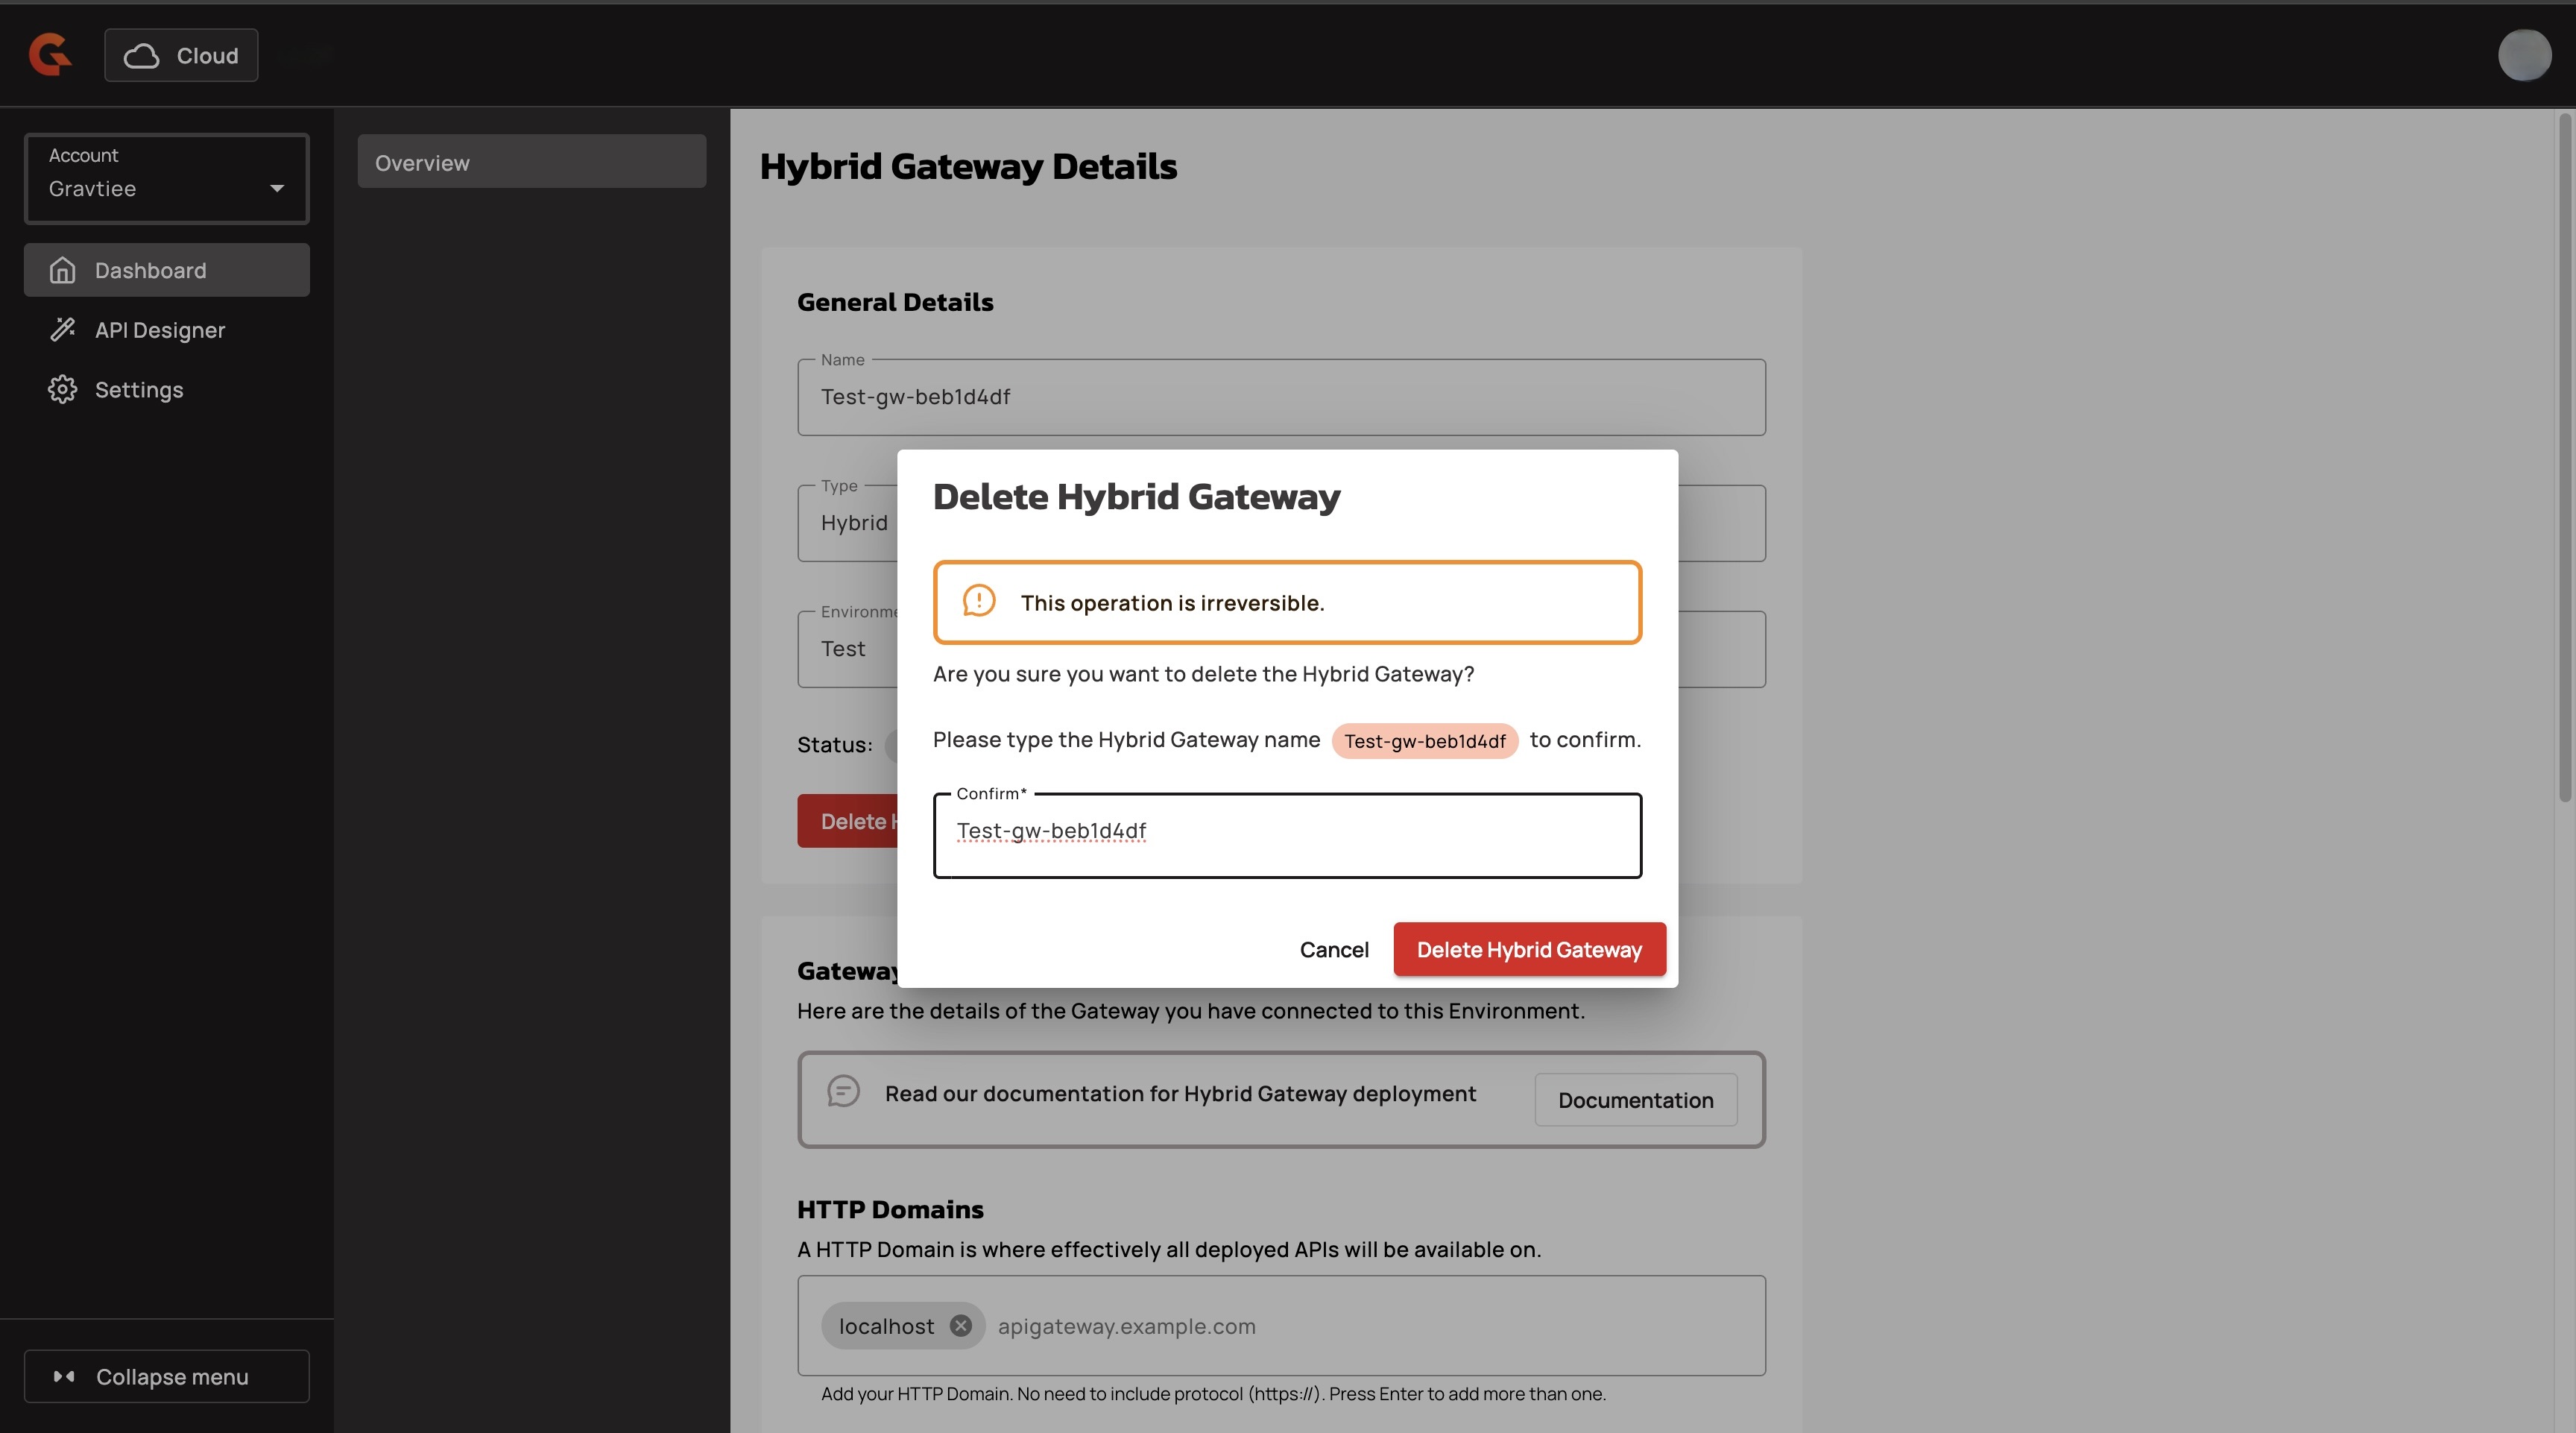 Cloud
Account
Gravtiee
Dashboard
API Designer
Settings
Collapse menu
Overview
Hybrid Gateway Details
General Details
Name
Test-gw-beb1d4df
Type
Hybrid
Environme
Test
Status:
Delete H
Delete Hybrid Gateway
This operation is irreversible.
Are you sure you want to delete the Hybrid Gateway?
Please type the Hybrid Gateway name Test-gw-beb1d4df to confirm.
Confirm*
Test-gw-beb1d4df
Cancel
Delete Hybrid Gateway
Gateway
Here are the details of the Gateway you have connected to this Environment.
Read our documentation for Hybrid Gateway deployment
Documentation
HTTP Domains
A HTTP Domain is where effectively all deployed APIs will be available on.
localhost apigateway.example.com
Add your HTTP Domain. No need to include protocol (https://). Press Enter to add more than one.